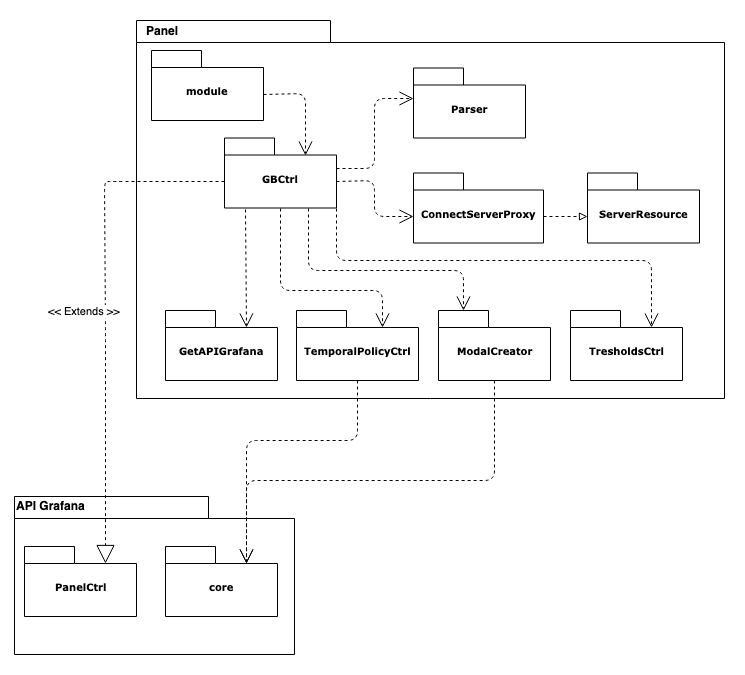 Panel
module
Parser
GBCtrl
ConnectServerProxy
ServerResource
<< Extends >>
GetAPIGrafana
TemporalPolicyCtrl
ModalCreator
TresholdsCtrl
API Grafana
PanelCtrl
core